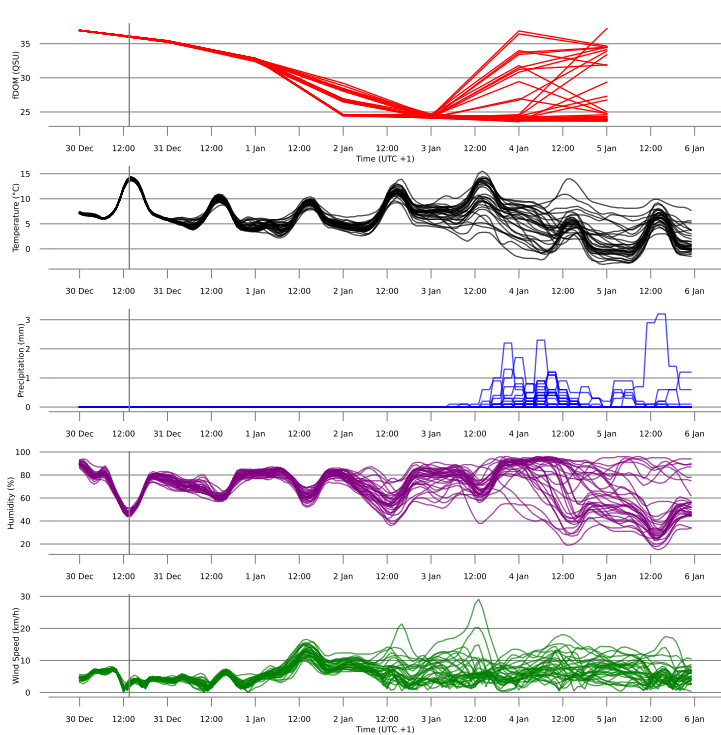 fDOM (QSU)
35
30
25
30 Dec 12:00 31 Dec 12:00 1 Jan 12:00 2 Jan 12:00 3 Jan 12:00 4 Jan 12:00 5 Jan 12:00 6 Jan
Time (UTC +1)
Temperature (°C)
15
10
5
0
30 Dec 12:00 31 Dec 12:00 1 Jan 12:00 2 Jan 12:00 3 Jan 12:00 4 Jan 12:00 5 Jan 12:00 6 Jan
Precipitation (mm)
3
2
1
0
30 Dec 12:00 31 Dec 12:00 1 Jan 12:00 2 Jan 12:00 3 Jan 12:00 4 Jan 12:00 5 Jan 12:00 6 Jan
Humidity (%)
100
80
60
40
20
30 Dec 12:00 31 Dec 12:00 1 Jan 12:00 2 Jan 12:00 3 Jan 12:00 4 Jan 12:00 5 Jan 12:00 6 Jan
Wind Speed (km/h)
30
20
10
0
30 Dec 12:00 31 Dec 12:00 1 Jan 12:00 2 Jan 12:00 3 Jan 12:00 4 Jan 12:00 5 Jan 12:00 6 Jan
Time (UTC +1)